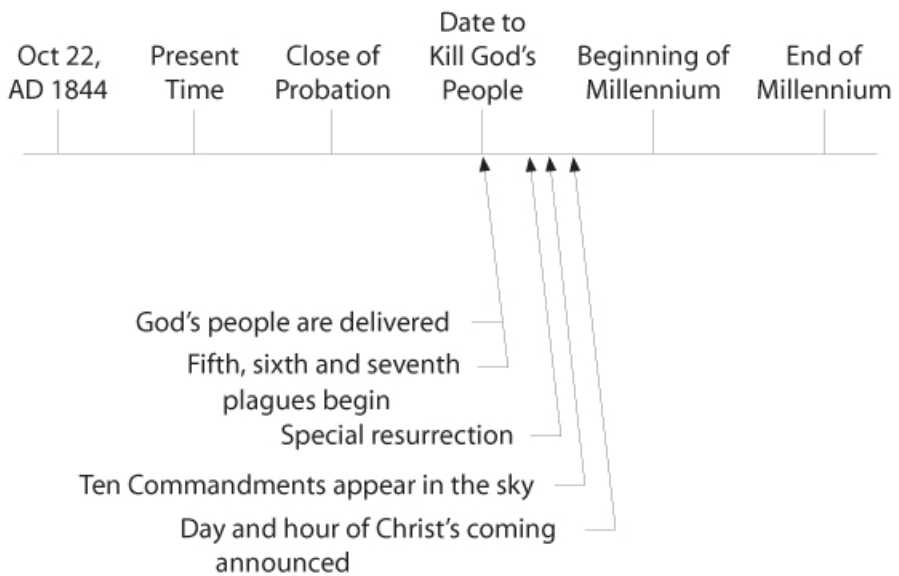 Oct 22,
AD 1844
Present
Time
Close of
Probation
Date to
Kill God's
People
Beginning of
Millennium
End of
Millennium
God's people are delivered
Fifth, sixth and seventh
plagues begin
Special resurrection
Ten Commandments appear in the sky
Day and hour of Christ's coming
announced